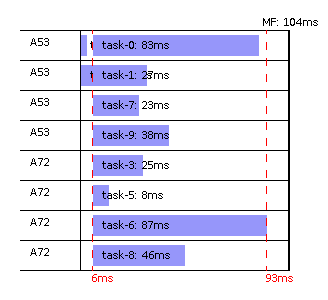 MF: 104ms
A53 task-0: 83ms
A53 task-1: 27ms
A53 task-7: 23ms
A53 task-9: 38ms
A72 task-3: 25ms
A72 task-5: 8ms
A72 task-6: 87ms
A72 task-8: 46ms
6ms 93ms